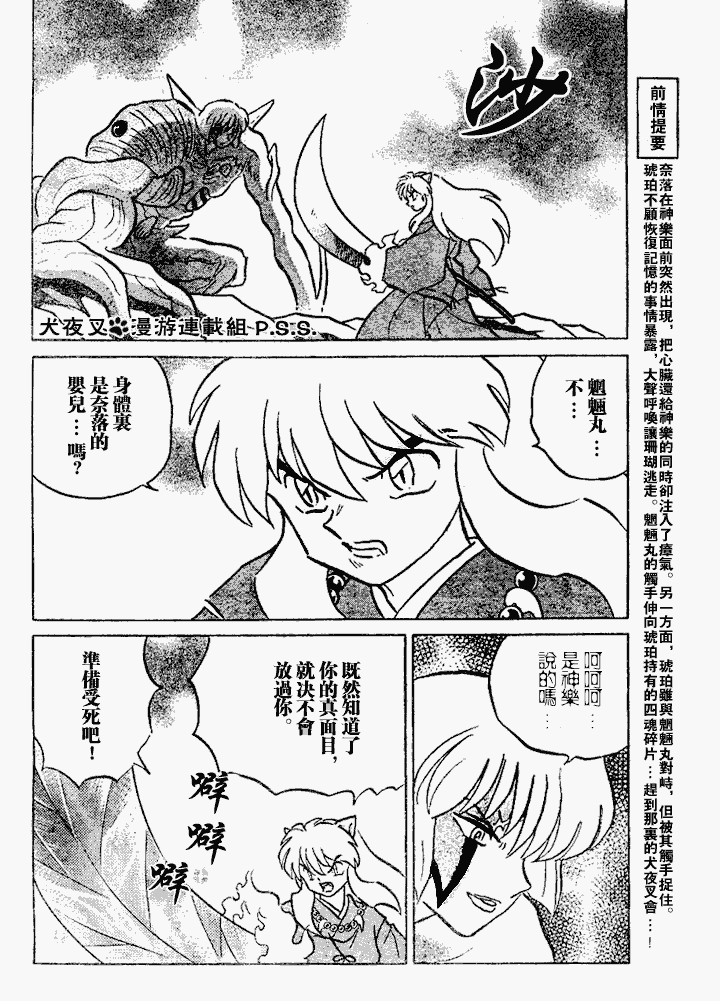 前情提要
奈落在神樂面前突然出現，把心臟還給神樂的同時卻注入了瘴氣。另一方面，琥珀雖與魍魎丸對峙，但被其觸手捉住。
琥珀不顧恢復記憶的事情暴露，大聲呼喚讓珊瑚逃走。魍魎丸的觸手伸向琥珀持有的四魂碎片…趕到那裏的犬夜叉會…！
沙
犬夜叉漫游連載組 P.S.S.
魍魎丸…
不…
身體裏
是奈落的
嬰兒…嗎？
呵呵呵…
是神樂
說的嗎…
既然知道了
你的真面目，
就決不會
放過你。
準備受死吧！
噼
噼
噼